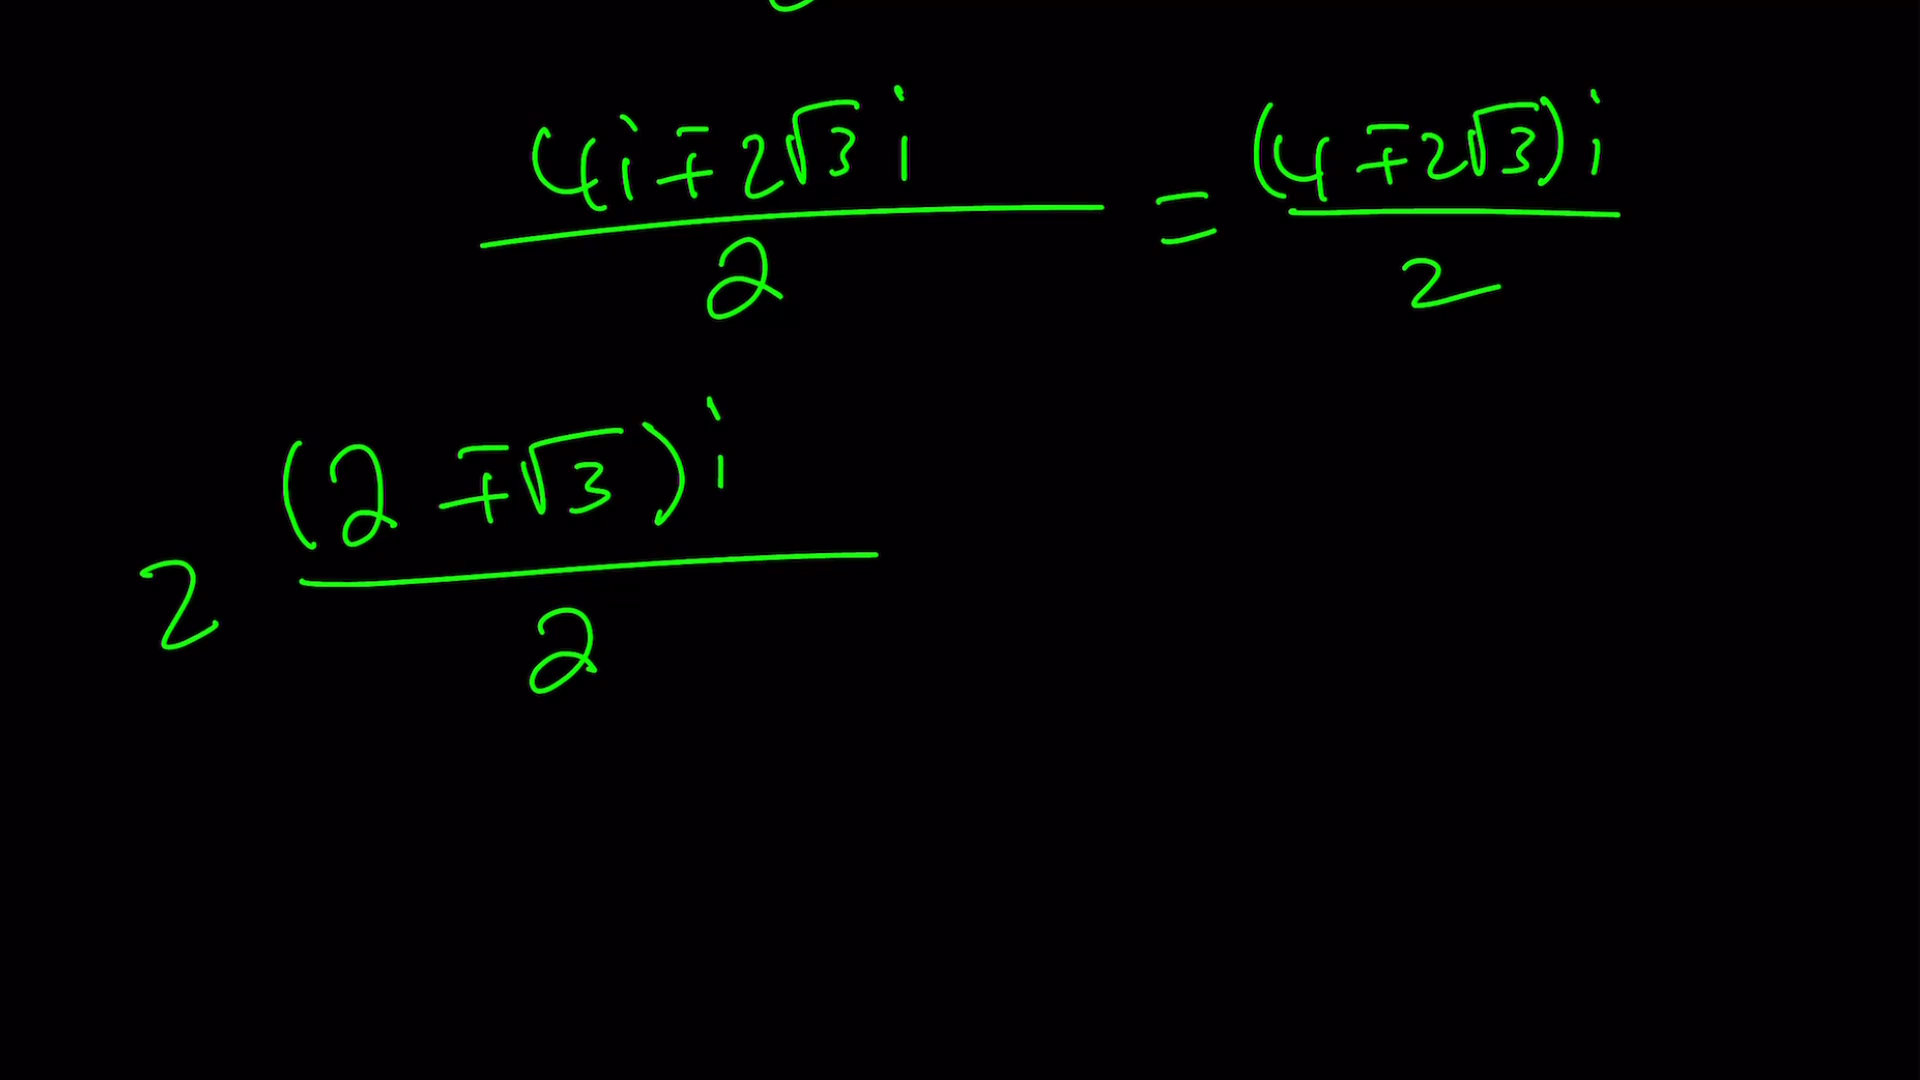 (4i ∓ 2√3 i)/2 = ((4 ∓ 2√3) i)/2
2 ((2 ∓ √3) i)/2